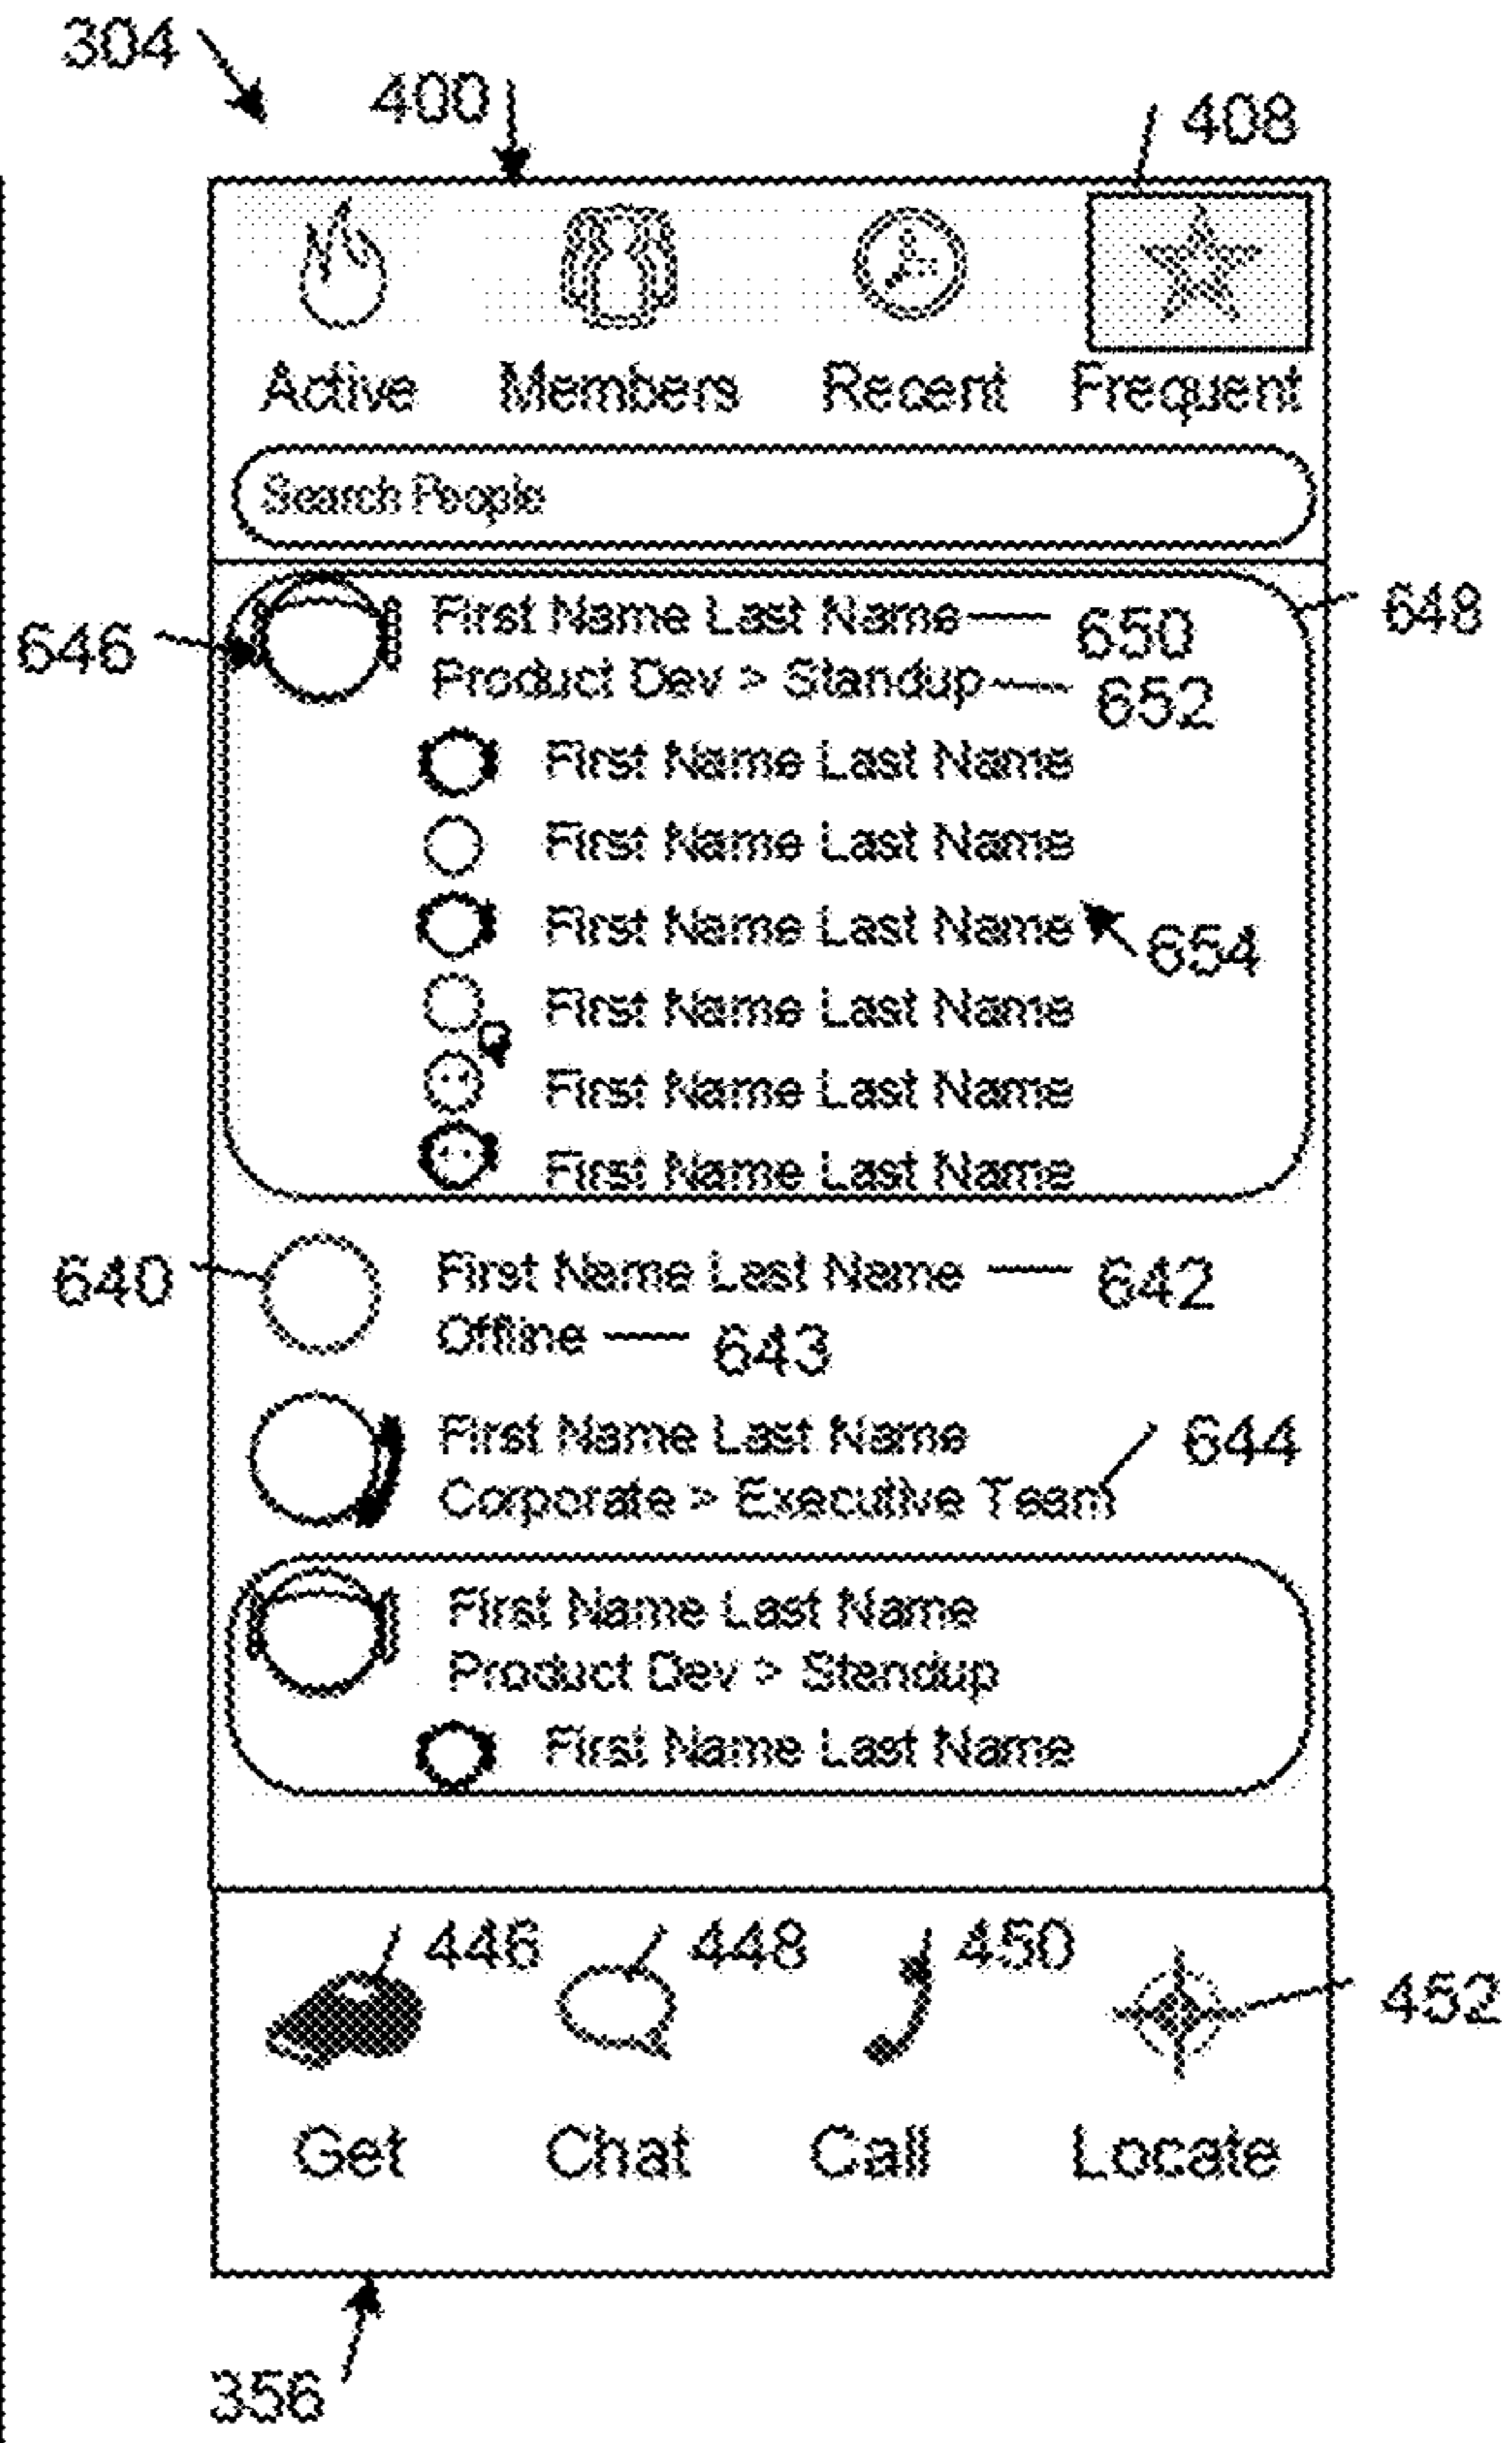 304
400
408
Active Members Recent Frequent
Search People
646
First Name Last Name 650 648
Product Dev > Standup 652
First Name Last Name
First Name Last Name
First Name Last Name 654
First Name Last Name
First Name Last Name
First Name Last Name
640 First Name Last Name 642
Offline 643
First Name Last Name 644
Corporate > Executive Team
First Name Last Name
Product Dev > Standup
First Name Last Name
446 448 450
452
Get Chat Call Locate
356